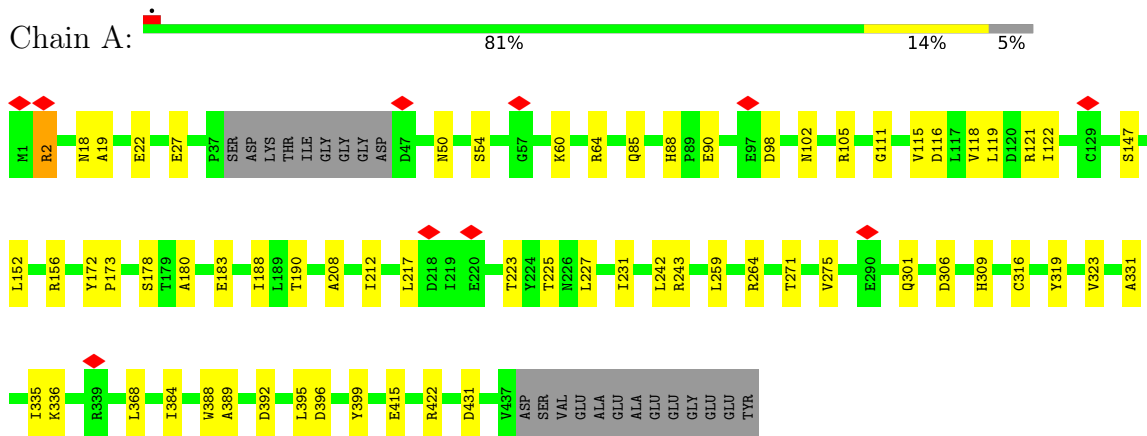 Chain A: 81% 14% 5%
M1 R2 N18 A19 E22 E27 P37 SER ASP LYS THR ILE GLY GLY GLY ASP D47 N50 S54 G57 K60 R64 Q85 H88 P89 E90 E97 D98 N102 R105 G111 V115 D116 L117 V118 L119 D120 R121 I122 C129 S147
L152 R156 Y172 P173 S178 T179 A180 E183 I188 L189 T190 A208 I212 L217 D218 I219 E220 T223 Y224 T225 N226 L227 I231 L242 R243 L259 R264 T271 V275 E290 Q301 D306 H309 C316 Y319 V323 A331
I335 K336 R339 L368 I384 W388 A389 D392 L395 D396 Y399 E415 R422 D431 V437 ASP SER VAL GLU ALA GLU ALA GLU GLU GLY GLU GLU TYR